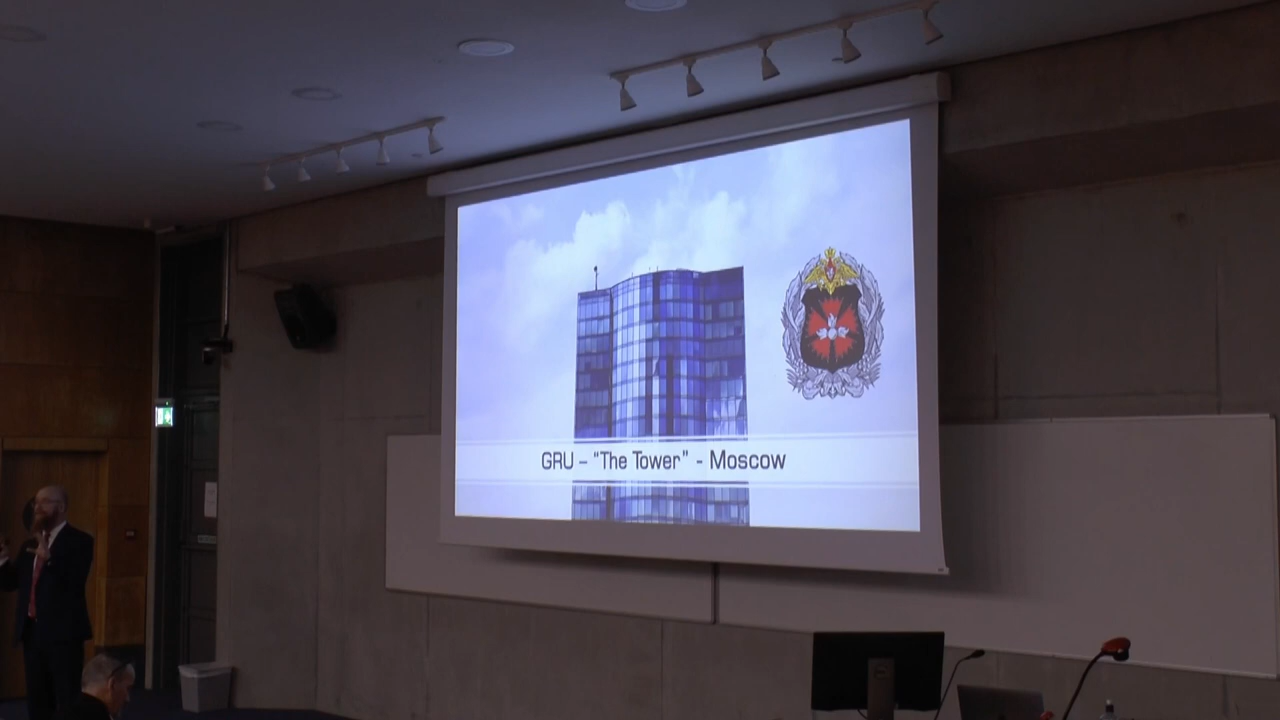 GRU – “The Tower” - Moscow